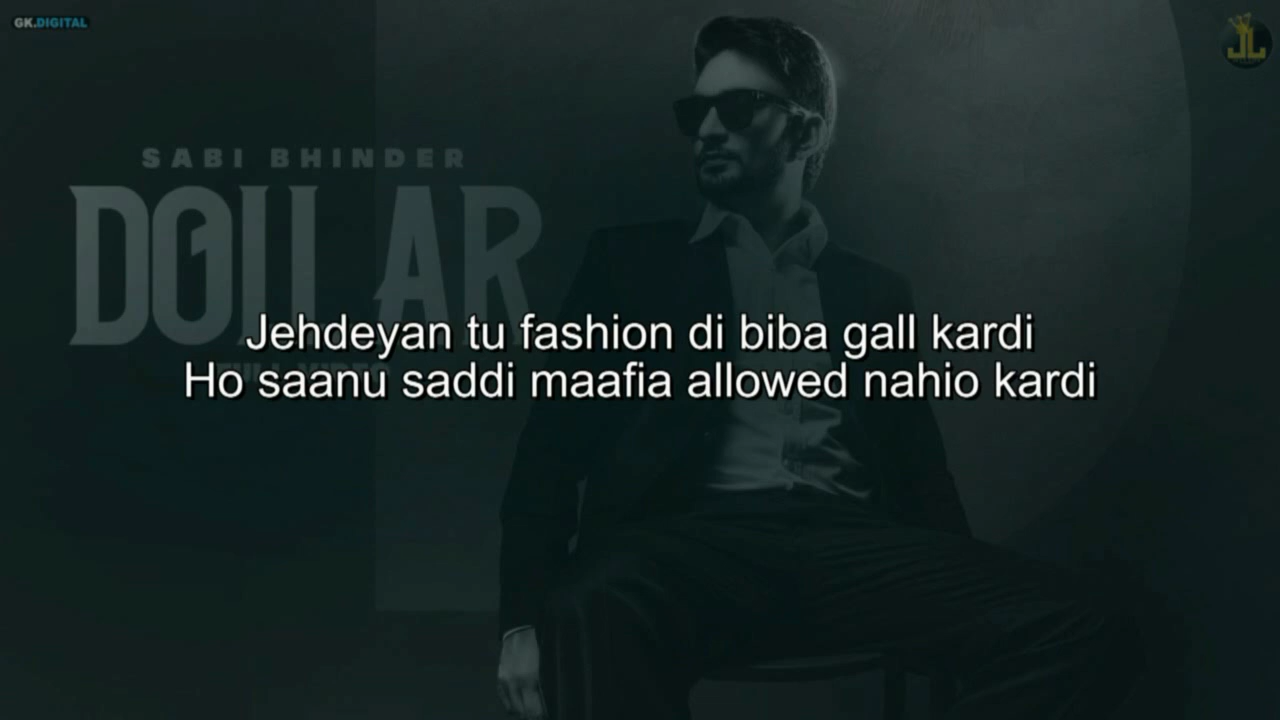 GK.DIGITAL
JL
SABI BHINDER
DOLLAR
Jehdeyan tu fashion di biba gall kardi
Ho saanu saddi maafia allowed nahio kardi